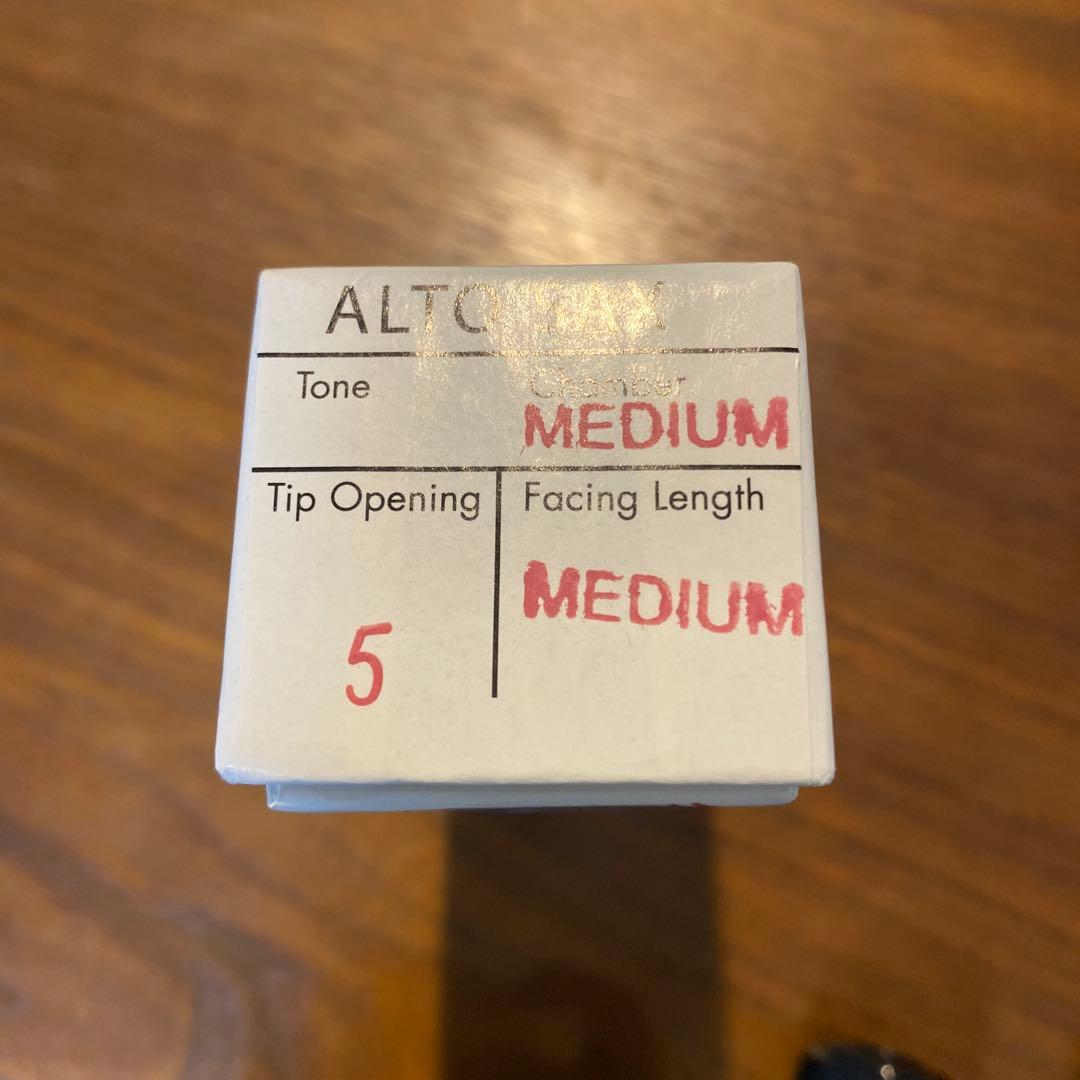 ALTO SAX
Tone
Chamber
MEDIUM
Tip Opening
5
Facing Length
MEDIUM